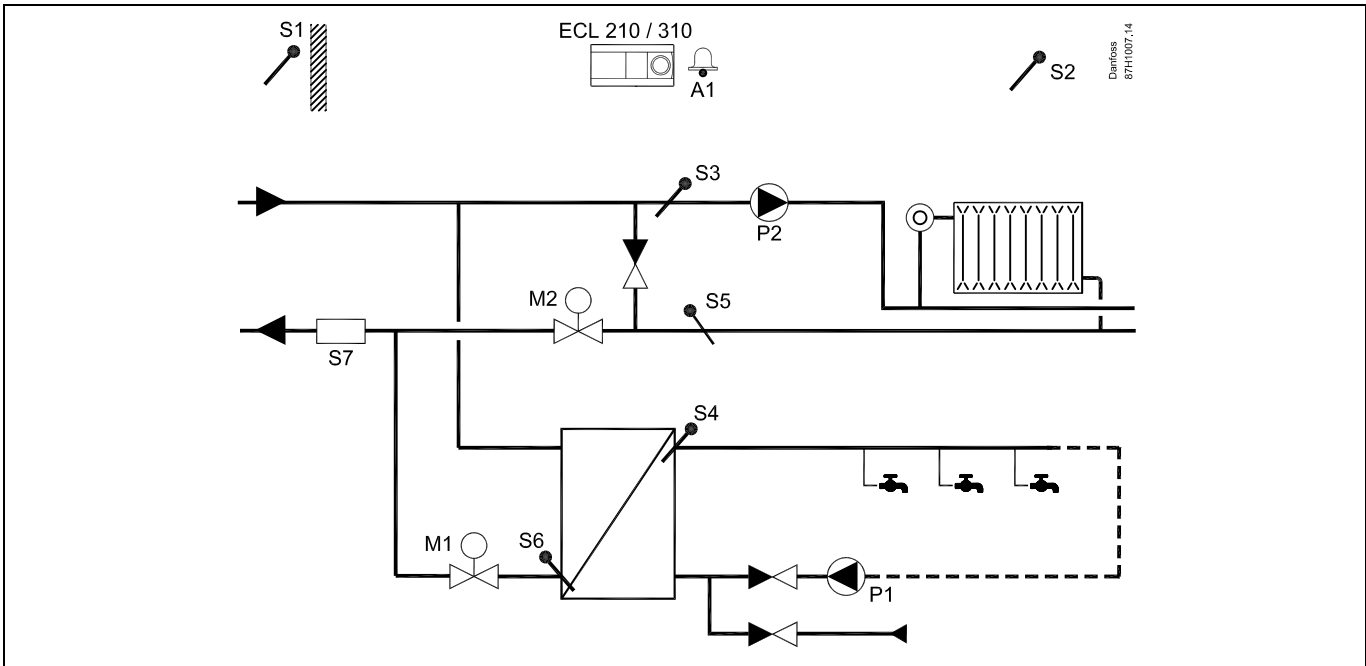 S1
ECL 210 / 310
A1
S2
Danfoss
87H1007.14
S3
P2
M2
S5
S7
S4
M1
S6
P1